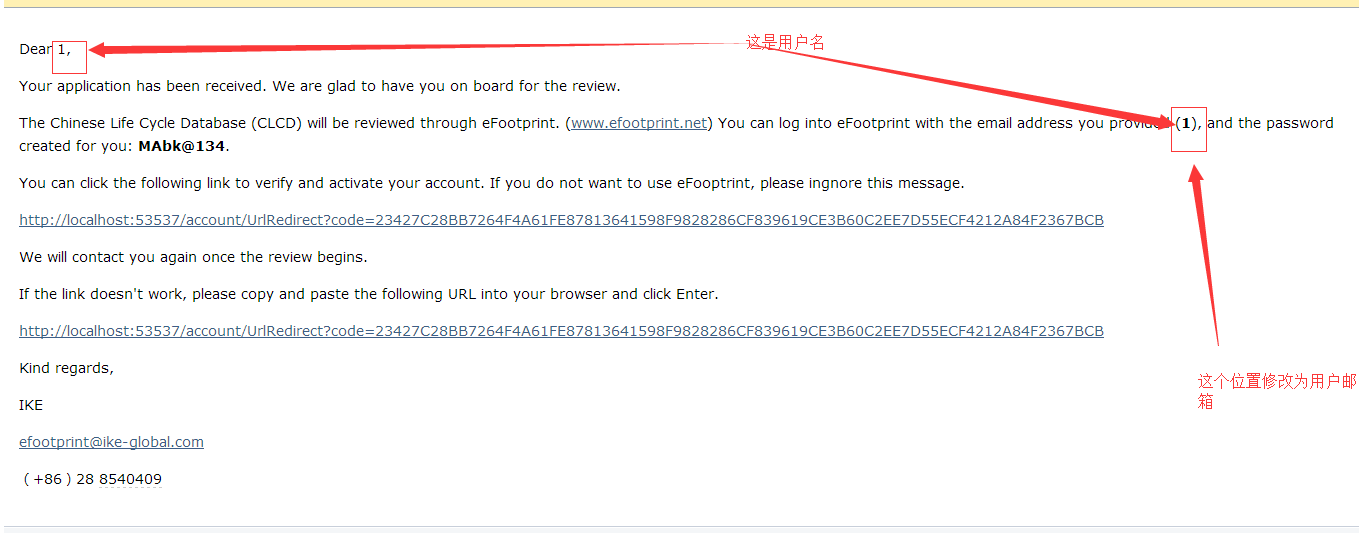 Dear 1,
这是用户名
Your application has been received. We are glad to have you on board for the review.
The Chinese Life Cycle Database (CLCD) will be reviewed through eFootprint. (www.efootprint.net) You can log into eFootprint with the email address you provided (1), and the password
created for you: MAbk@134.
You can click the following link to verify and activate your account. If you do not want to use eFooptrint, please ingnore this message.
http://localhost:53537/account/UrlRedirect?code=23427C28BB7264F4A61FE87813641598F9828286CF839619CE3B60C2EE7D55ECF4212A84F2367BCB
We will contact you again once the review begins.
If the link doesn't work, please copy and paste the following URL into your browser and click Enter.
http://localhost:53537/account/UrlRedirect?code=23427C28BB7264F4A61FE87813641598F9828286CF839619CE3B60C2EE7D55ECF4212A84F2367BCB
Kind regards,
这个位置修改为用户邮
箱
IKE
efootprint@ike-global.com
（+86）28 8540409